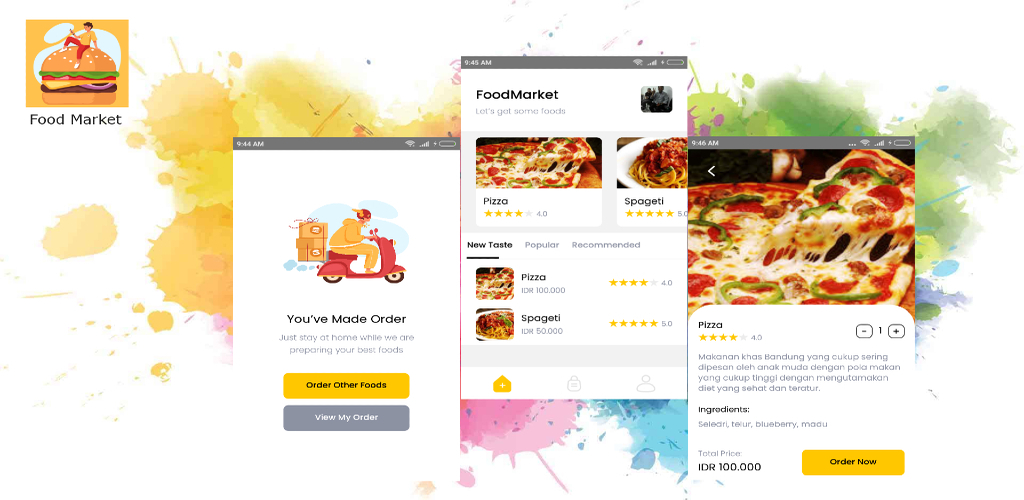 Food Market
9:44 AM
You've Made Order
Just stay at home while we are
preparing your best foods
Order Other Foods
View My Order
9:45 AM
FoodMarket
Let's get some foods
Pizza
4.0
Spageti
5.0
New Taste Popular Recommended
Pizza
IDR 100.000
4.0
Spageti
IDR 50.000
5.0
9:46 AM
Pizza
4.0
- 1 +
Makanan khas Bandung yang cukup sering
dipesan oleh anak muda dengan pola makan
yang cukup tinggi dengan mengutamakan
diet yang sehat dan teratur.
Ingredients:
Seledri, telur, blueberry, madu
Total Price:
IDR 100.000
Order Now